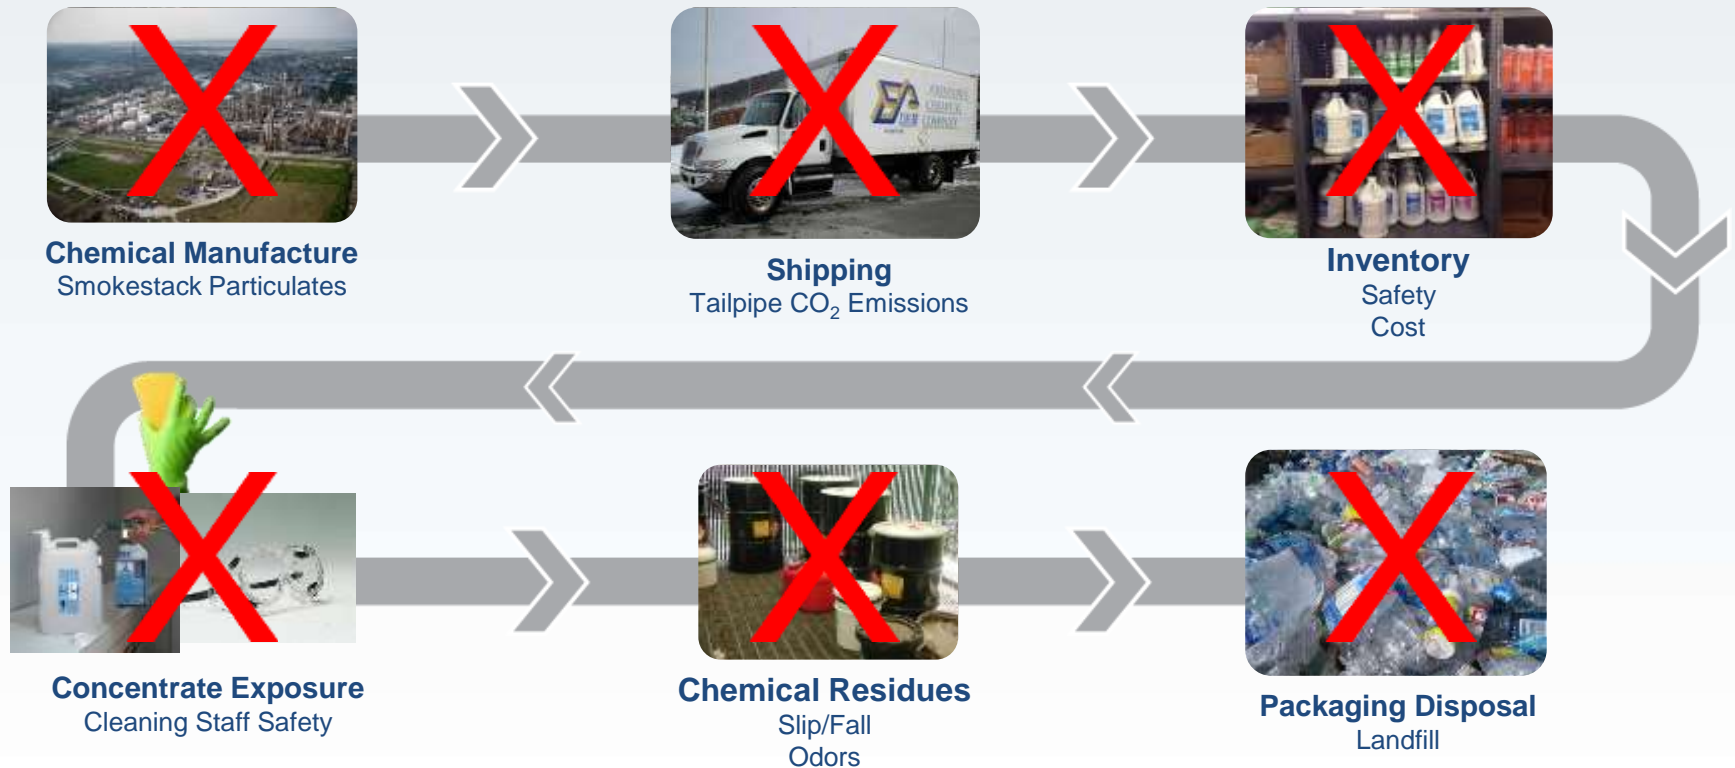 Chemical Manufacture
Smokestack Particulates
Shipping
Tailpipe CO₂ Emissions
Inventory
Safety
Cost
Concentrate Exposure
Cleaning Staff Safety
Chemical Residues
Slip/Fall
Odors
Packaging Disposal
Landfill